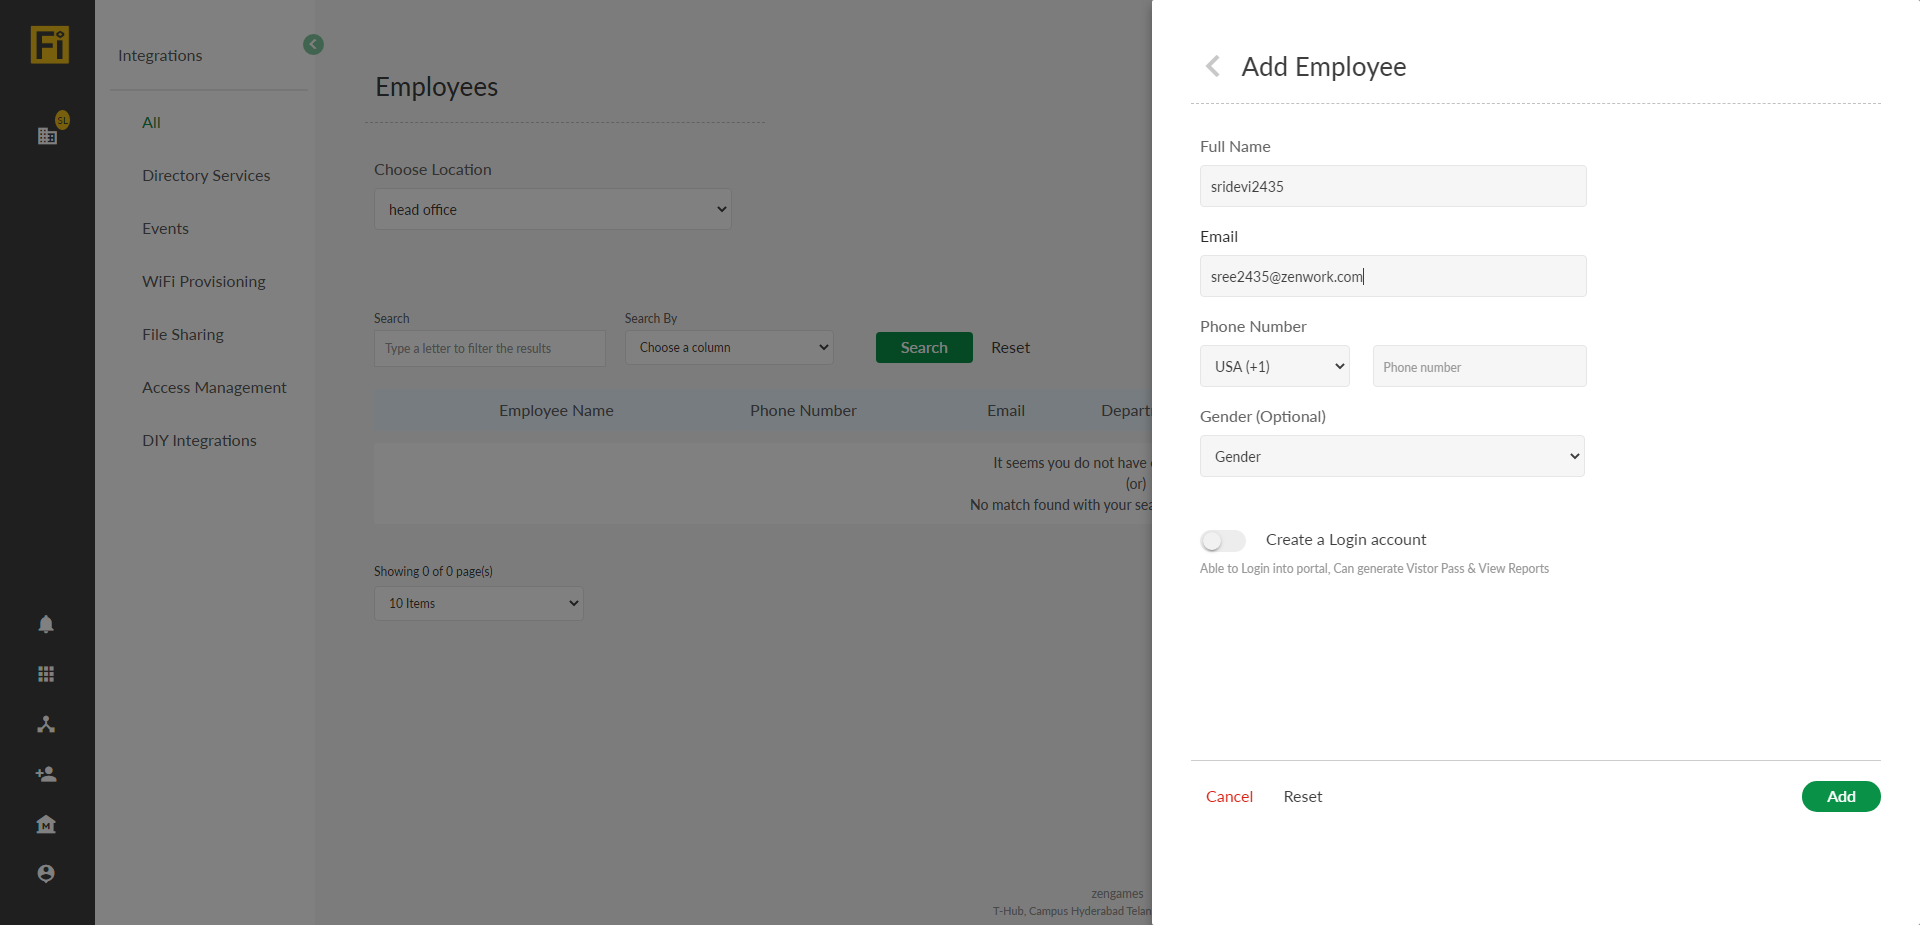 Fi
SL
Integrations
All
Directory Services
Events
WiFi Provisioning
File Sharing
Access Management
DIY Integrations
M
Employees
Choose Location
head office
Search
Search By
Type a letter to filter the results
Choose a column
Search
Reset
Employee Name
Phone Number
Email
It seems you do not have
(or)
No match found with your
Showing 0 of 0 page(s)
10 Items
zengames
T-Hub, Campus Hyderabad
Add Employee
Full Name
sridevi2435
Email
sree2435@zenwork.com
Phone Number
USA (+1)
Phone number
Gender (Optional)
Gender
Create a Login account
Able to Login into portal, Can generate Vistor Pass & View Reports
Cancel
Reset
Add